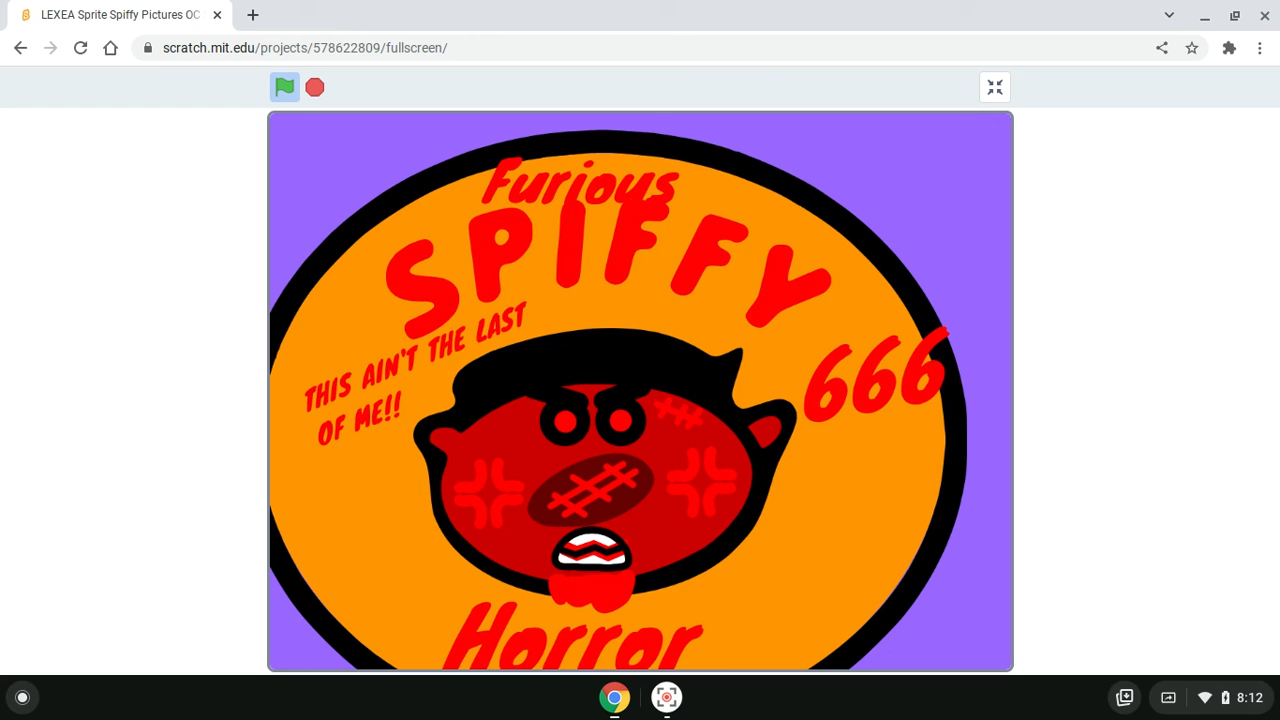 LEXEA Sprite Spiffy Pictures OC
scratch.mit.edu/projects/578622809/fullscreen/
Furious
SPIFFY
THIS AIN'T THE LAST
OF ME!!
666
Horror
8:12